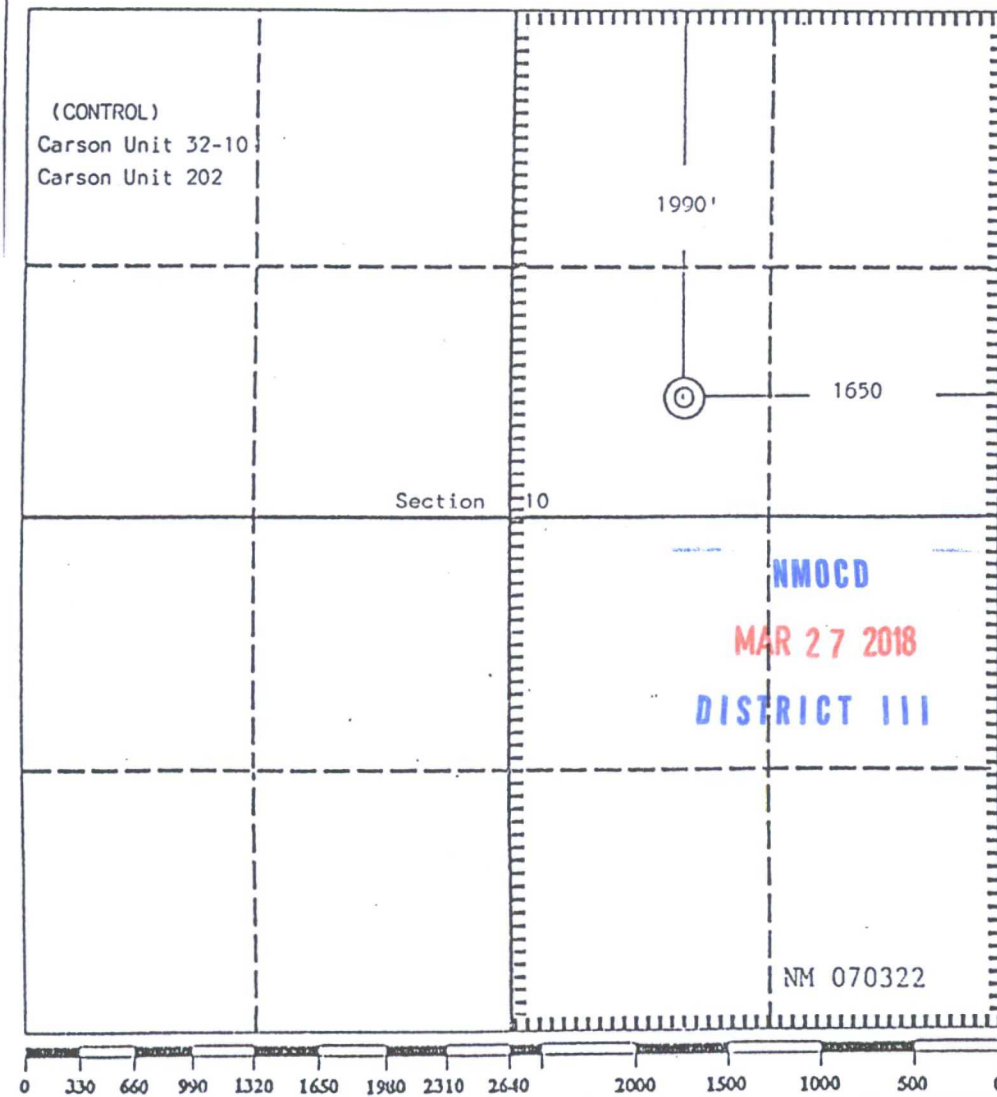 (CONTROL)
Carson Unit 32-10
Carson Unit 202
1990'
1650
Section 10
NMOCD
MAR 27 2018
DISTRICT III
NM 070322
0 330 660 990 1320 1650 1980 2310 2640 2000 1500 1000 500 0